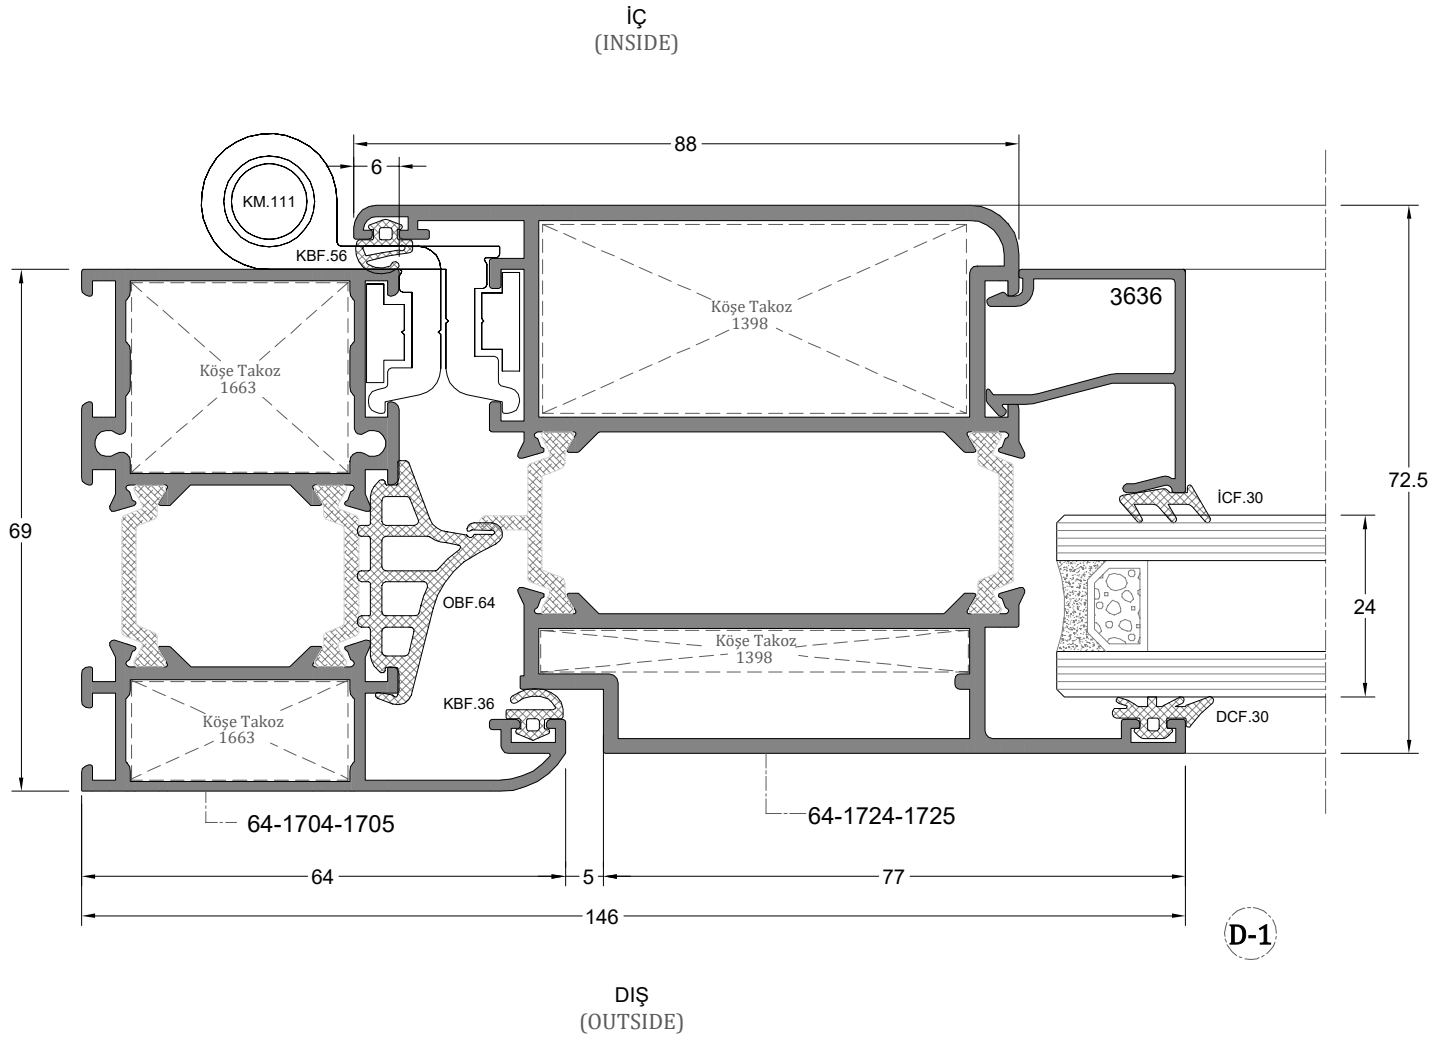 İÇ
(INSIDE)
88
6
KM.111
KBF.56
3636
Köşe Takoz
1398
Köşe Takoz
1663
72.5
İCF.30
69
OBF.64
24
Köşe Takoz
1398
KBF.36
DCF.30
Köşe Takoz
1663
64-1704-1705
64-1724-1725
64
5
77
146
D-1
DIŞ
(OUTSIDE)